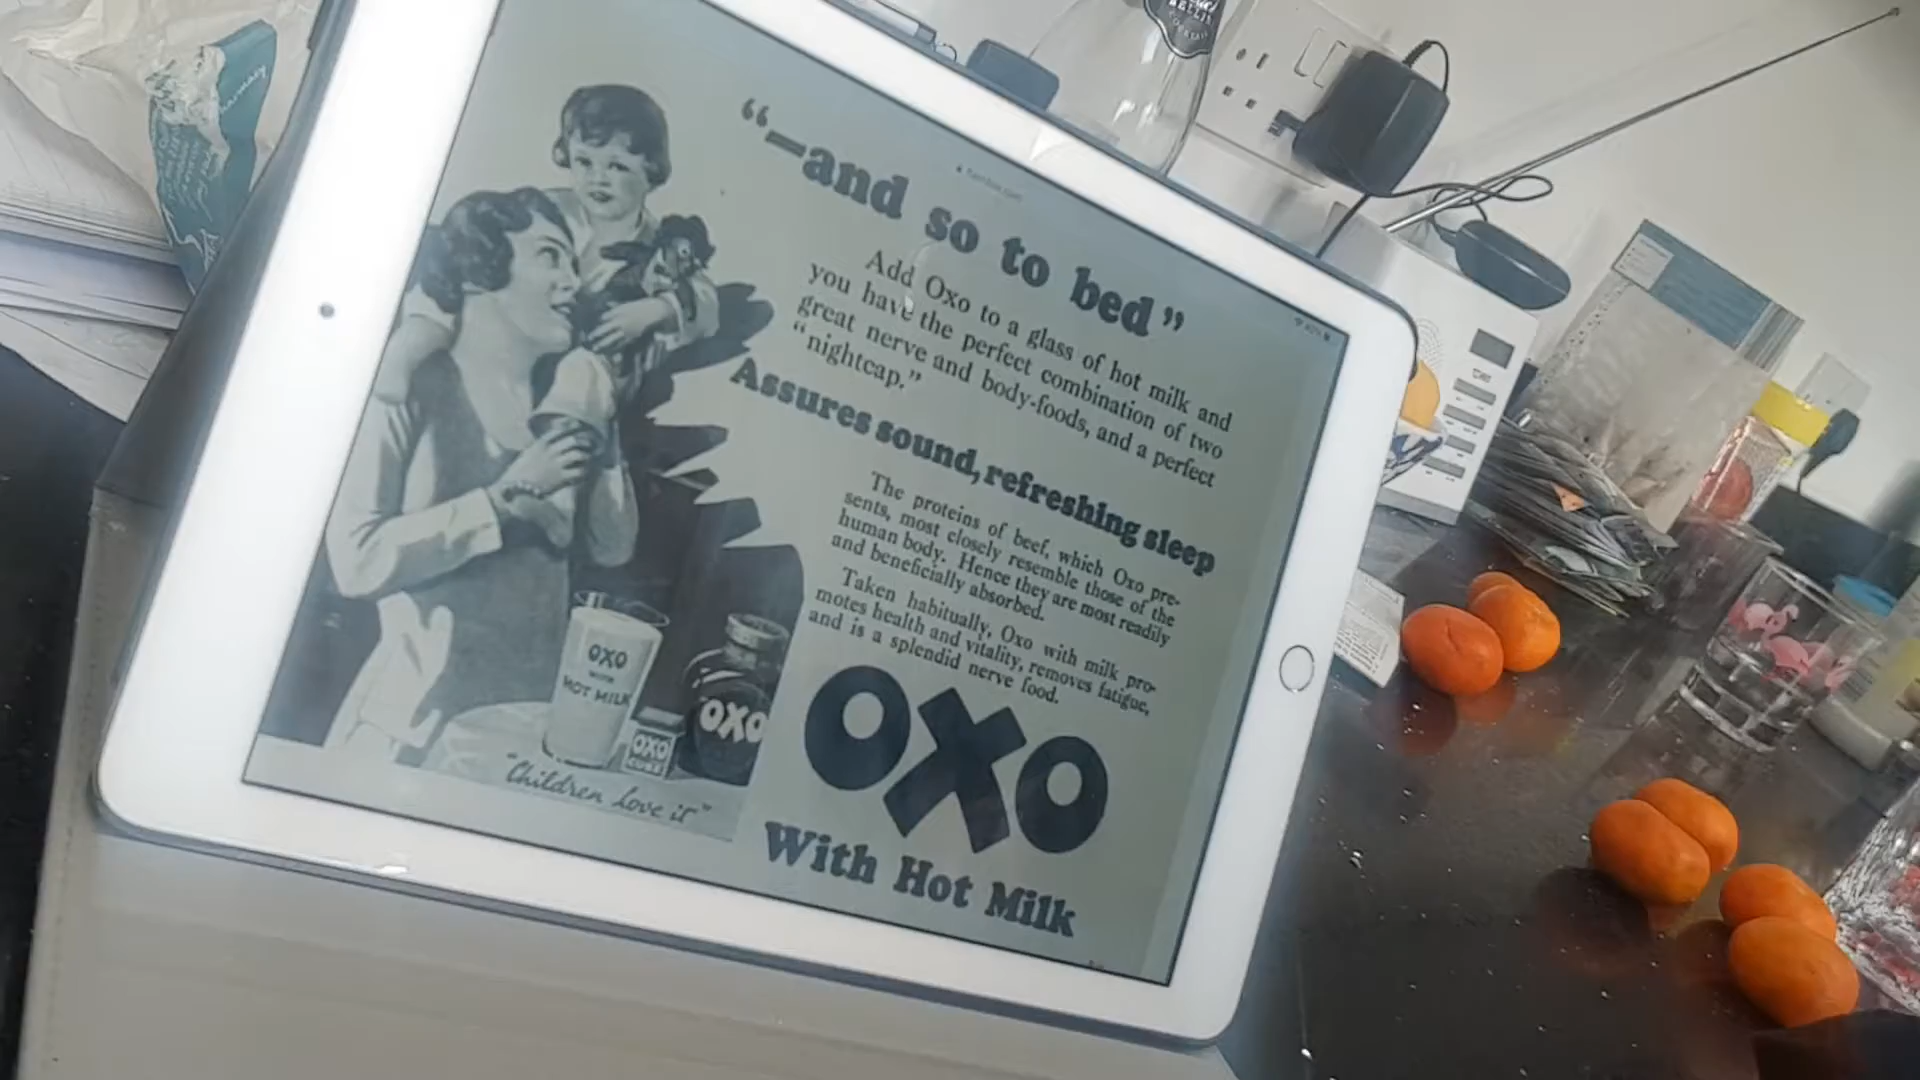 “—and so to bed”
Add Oxo to a glass of hot milk and
you have the perfect combination of two
great nerve and body-foods, and a perfect
“nightcap.”
Assures sound, refreshing sleep
The proteins of beef, which Oxo pre-
sents, most closely resemble those of the
human body. Hence they are most readily
and beneficially absorbed.
Taken habitually, Oxo with milk pro-
motes health and vitality, removes fatigue,
and is a splendid nerve food.
OXO
With Hot Milk
OXO
WITH
HOT MILK
OXO
CUBE
OXO
“Children love it”